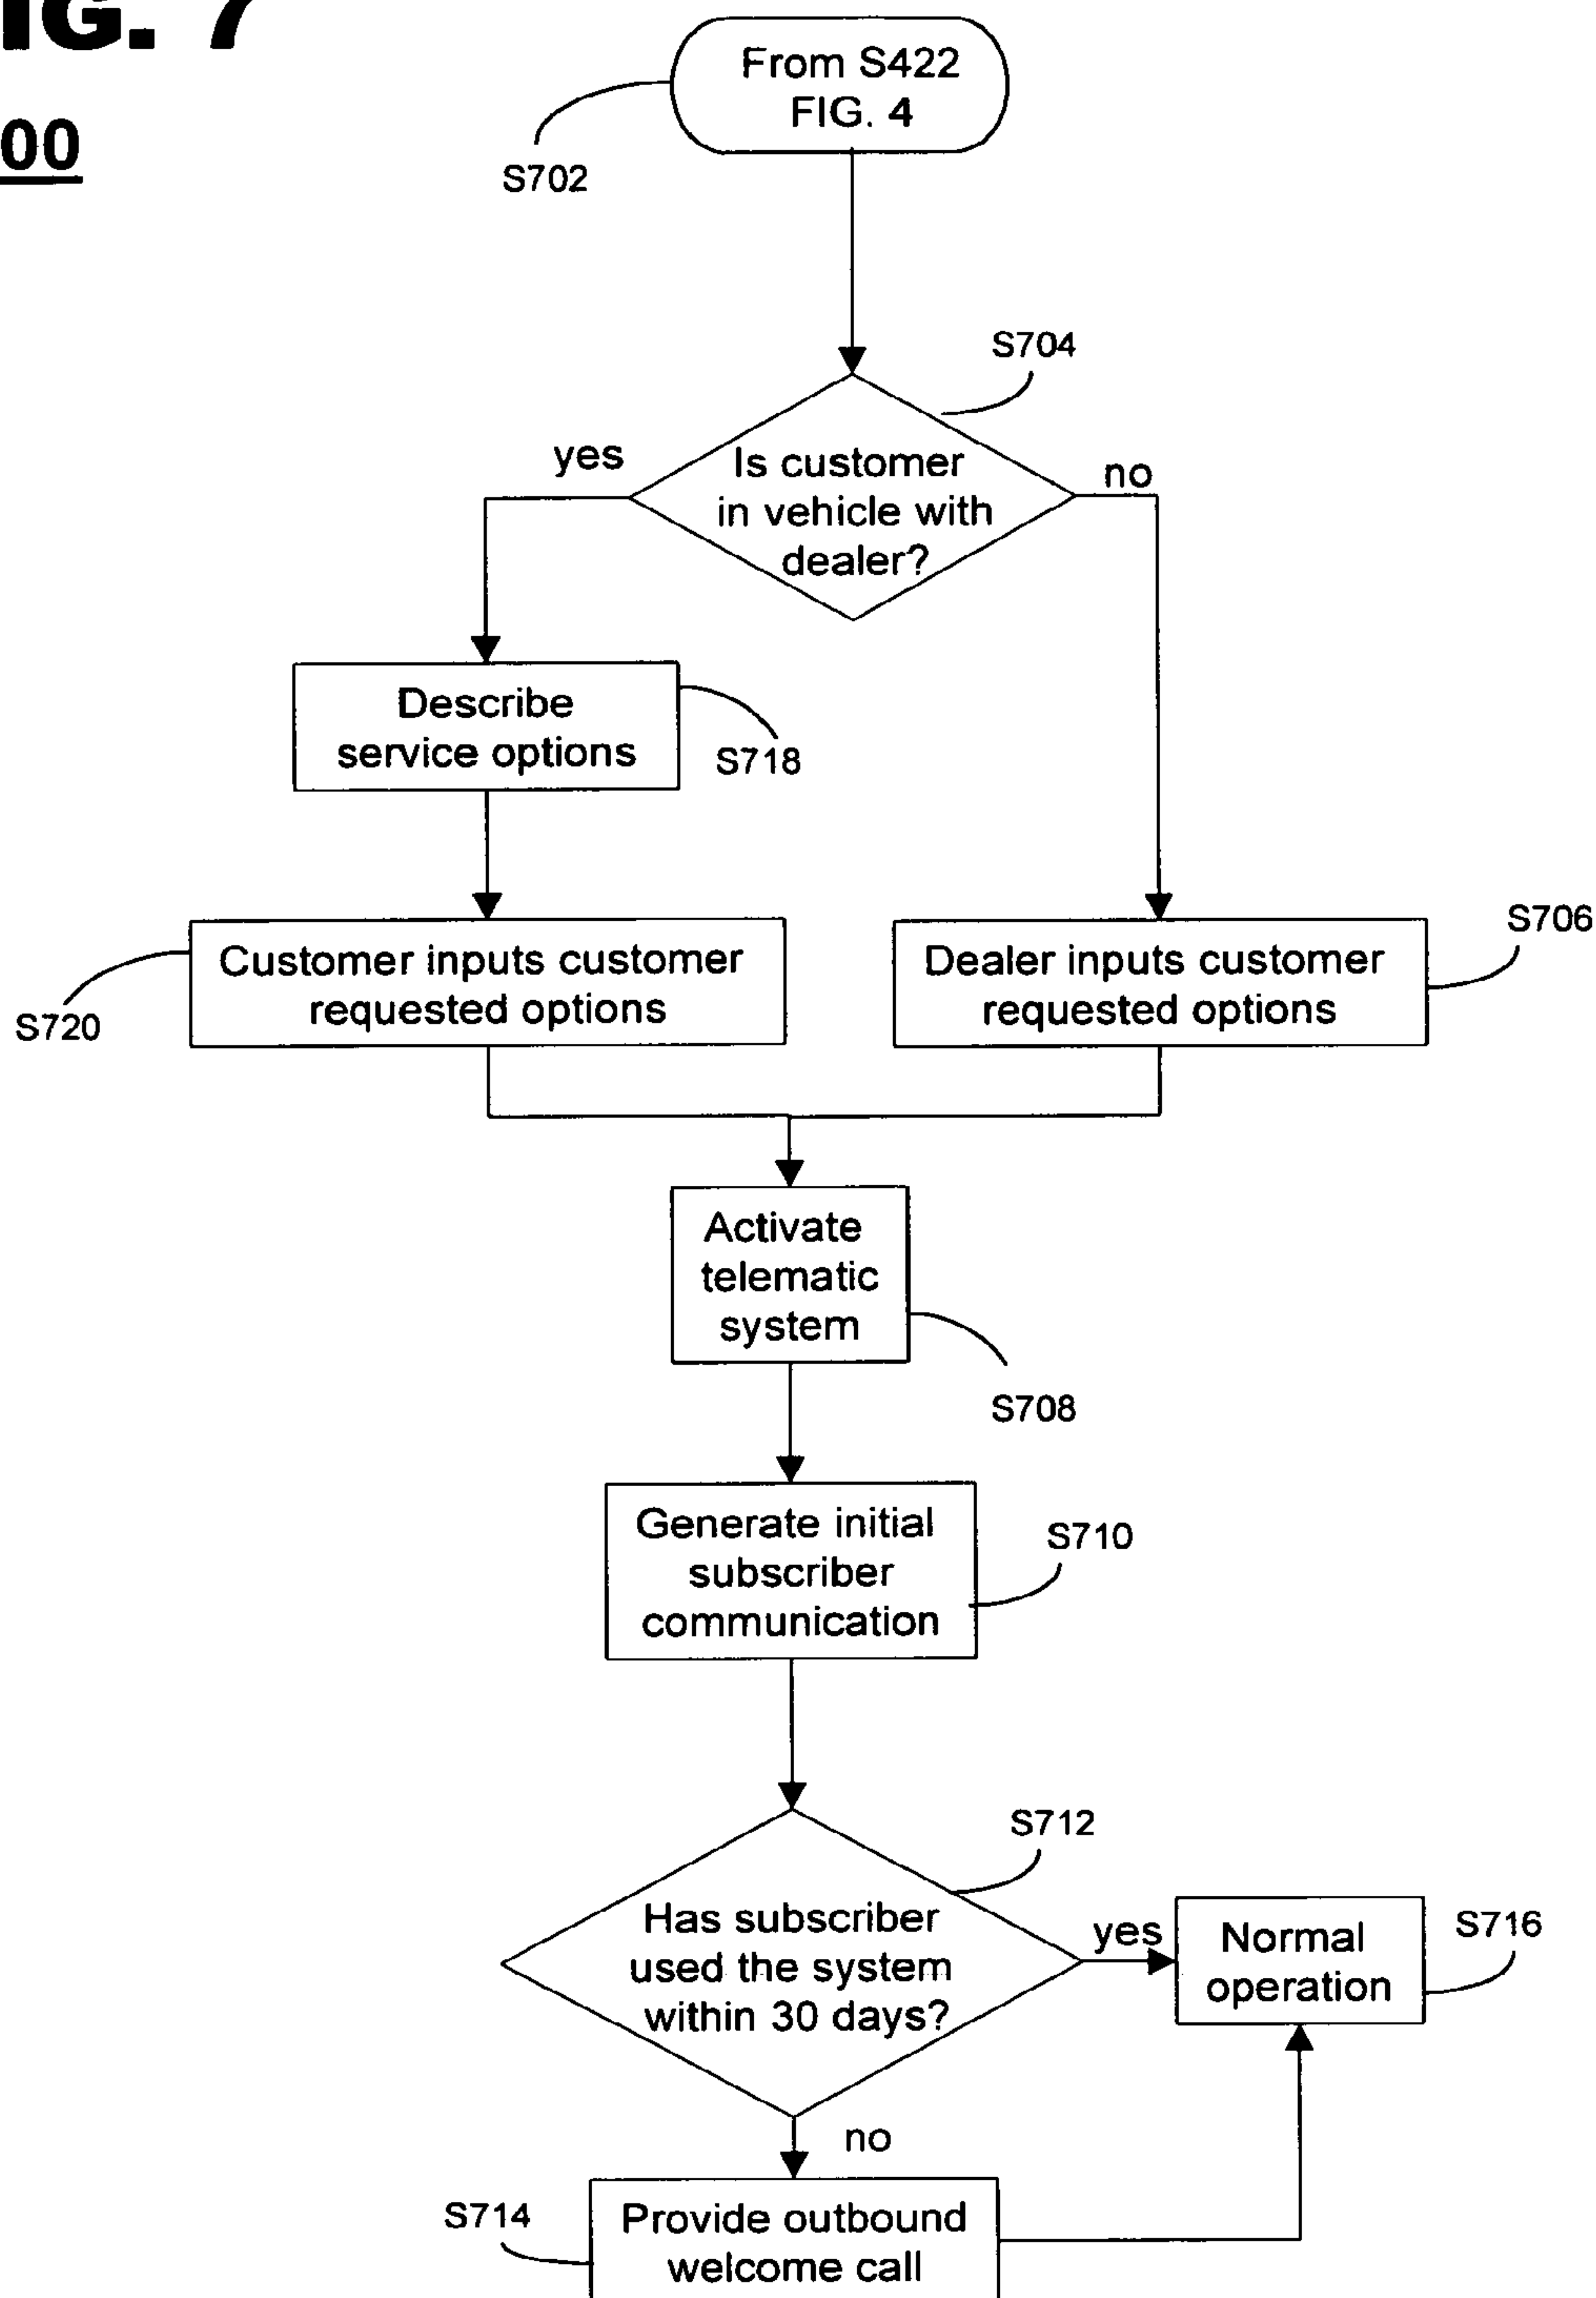 IG. 7
00
From S422
FIG. 4
S702
S704
yes
Is customer
in vehicle with
dealer?
no
Describe
service options
S718
Customer inputs customer
requested options
S720
Dealer inputs customer
requested options
S706
Activate
telematic
system
S708
Generate initial
subscriber
communication
S710
S712
Has subscriber
used the system
within 30 days?
yes
Normal
operation
S716
no
S714
Provide outbound
welcome call